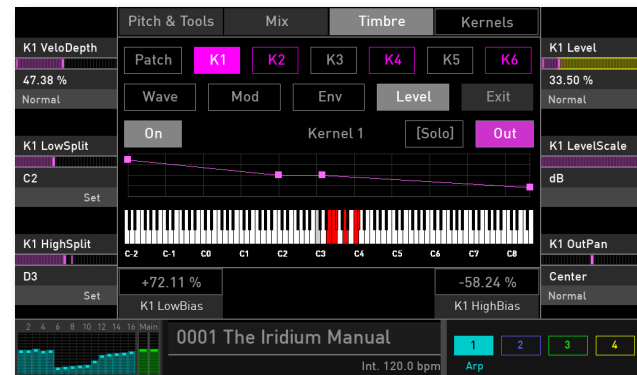 Pitch & Tools Mix Timbre Kernels
K1 VeloDepth
47.38 %
Normal
K1 LowSplit
C2
Set
K1 HighSplit
D3
Set
Patch K1 K2 K3 K4 K5 K6
Wave Mod Env Level Exit
On Kernel 1 [Solo] Out
C-2 C-1 C0 C1 C2 C3 C4 C5 C6 C7 C8
+72.11 %
K1 LowBias
-58.24 %
K1 HighBias
K1 Level
33.50 %
Normal
K1 LevelScale
dB
K1 OutPan
Center
Normal
2 4 6 8 10 12 14 16 Main
0001 The Iridium Manual
Int. 120.0 bpm
1 2 3 4
Arp